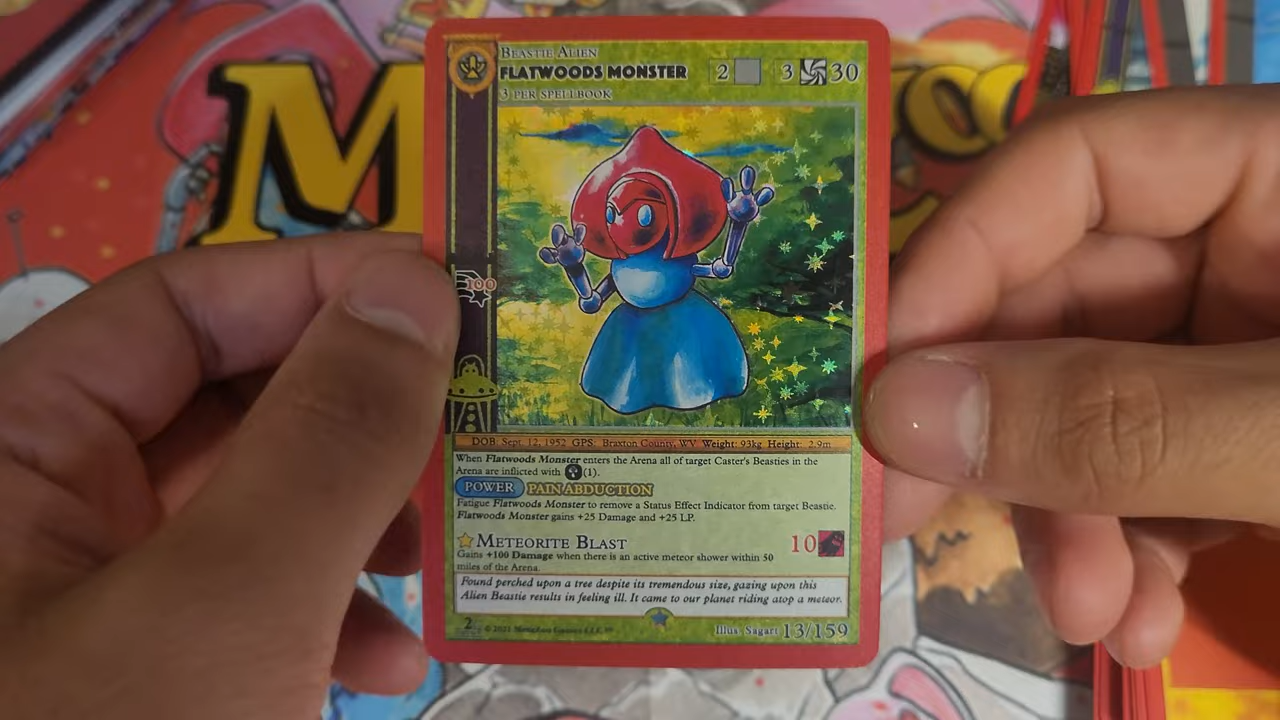 BEASTIE ALIEN
FLATWOODS MONSTER 2 3 30
3 PER SPELLBOOK
M
100
DOB: Sept. 12, 1952 GPS: Braxton County, WV Weight: 93kg Height: 2.9m
When Flatwoods Monster enters the Arena all of target Caster's Beasties in the
Arena are inflicted with (1).
POWER PAIN ABDUCTION
Fatigue Flatwoods Monster to remove a Status Effect Indicator from target Beastie.
Flatwoods Monster gains +25 Damage and +25 LP.
METEORITE BLAST 10
Gains +100 Damage when there is an active meteor shower within 50
miles of the Arena.
Found perched upon a tree despite its tremendous size, gazing upon this
Alien Beastie results in feeling ill. It came to our planet riding atop a meteor.
2 © 2021 MetaZoo Games LLC Illus. Sagart 13/159